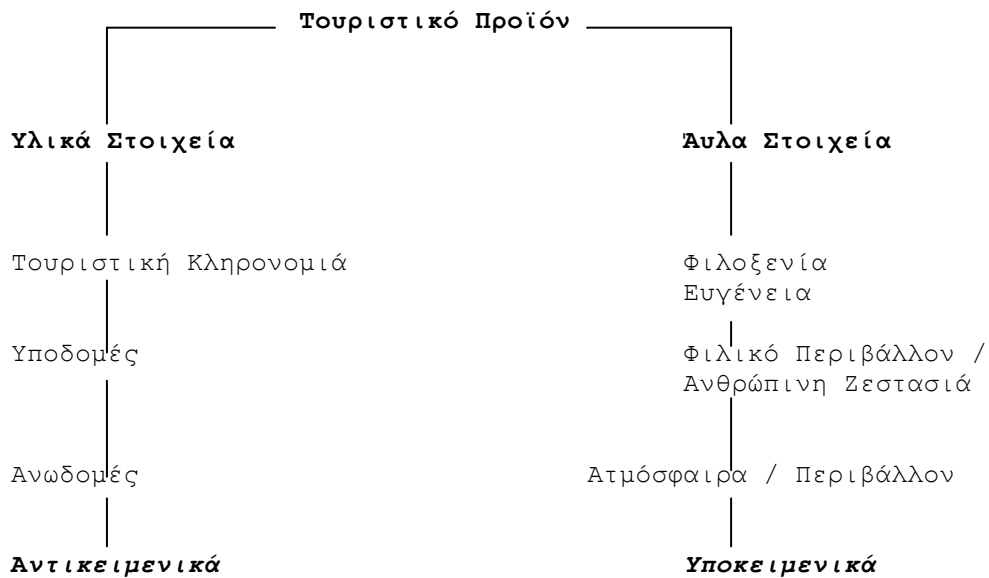 Τουριστικό Προϊόν
Υλικά Στοιχεία
Άυλα Στοιχεία
Τουριστική Κληρονομιά
Φιλοξενία
Ευγένεια
Υποδομές
Φιλικό Περιβάλλον /
Ανθρώπινη Ζεστασιά
Ανωδομές
Ατμόσφαιρα / Περιβάλλον
Αντικειμενικά
Υποκειμενικά